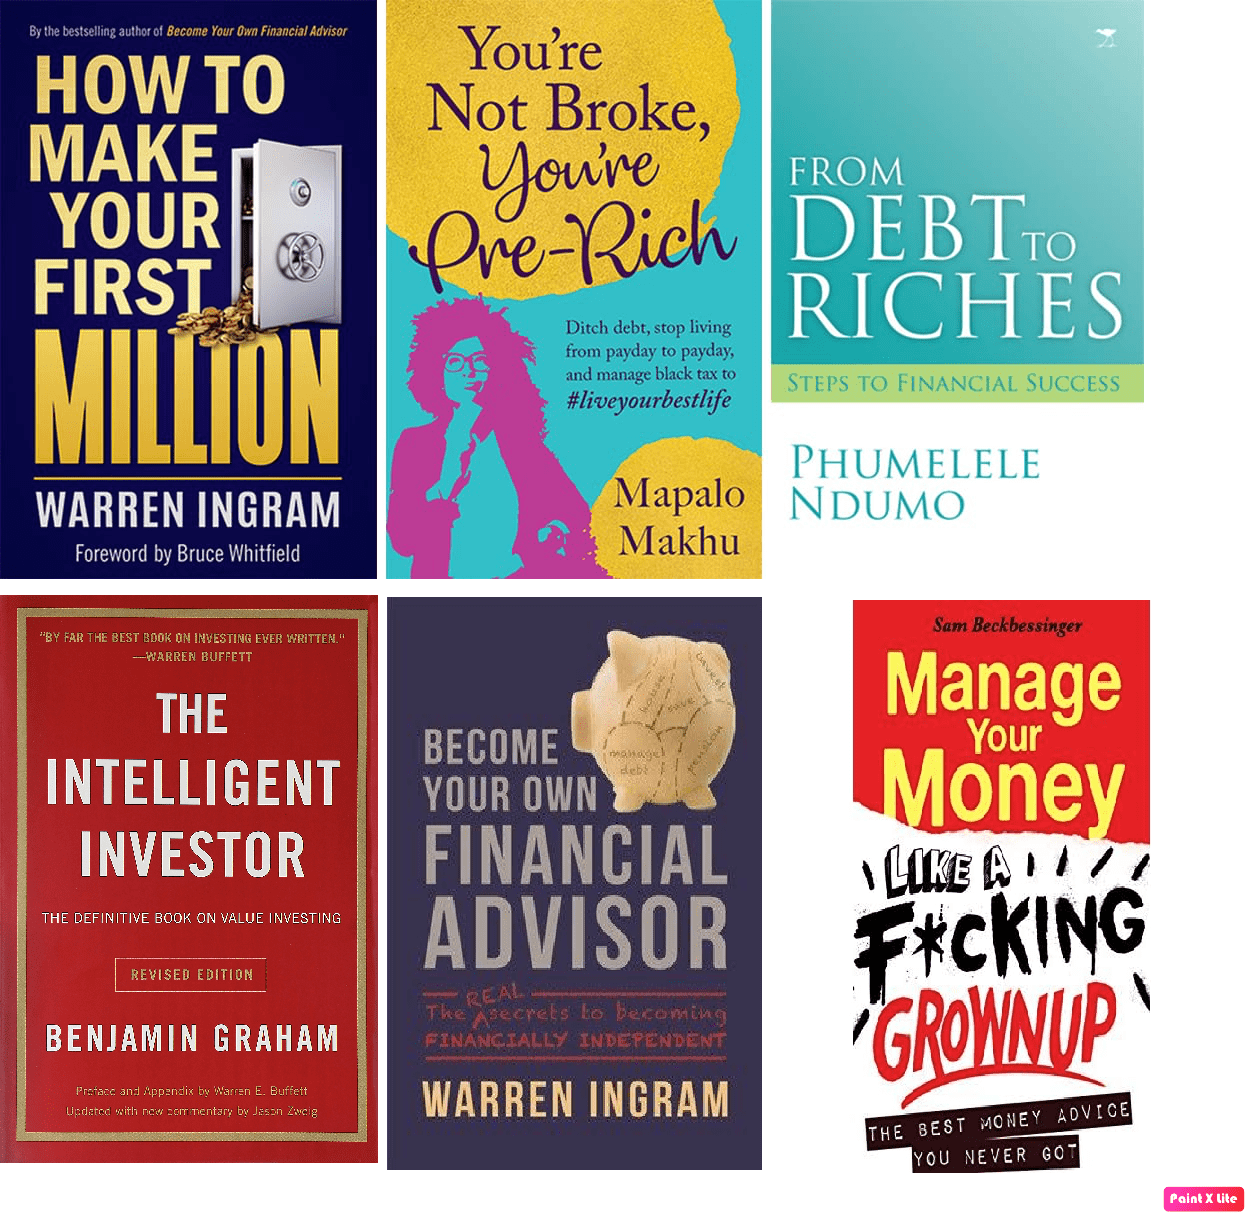 By the bestselling author of Become Your Own Financial Advisor
HOW TO
MAKE
YOUR
FIRST
MILLION
WARREN INGRAM
Foreword by Bruce Whitfield
You're
Not Broke,
You're
Pre-Rich
Ditch debt, stop living
from payday to payday,
and manage black tax to
#liveyourbestlife
Mapalo
Makhu
FROM
DEBT TO
RICHES
STEPS TO FINANCIAL SUCCESS
PHUMELELE
NDUMO
"BY FAR THE BEST BOOK ON INVESTING EVER WRITTEN."
—WARREN BUFFETT
THE
INTELLIGENT
INVESTOR
THE DEFINITIVE BOOK ON VALUE INVESTING
REVISED EDITION
BENJAMIN GRAHAM
Preface and Appendix by Warren E. Buffett
Updated with new commentary by Jason Zweig
invest
house
save
manage
debt
pension
BECOME
YOUR OWN
FINANCIAL
ADVISOR
The REAL secrets to becoming
FINANCIALLY INDEPENDENT
WARREN INGRAM
Sam Beckbessinger
Manage
Your
Money
LIKE A
F*CKING
GROWNUP
THE BEST MONEY ADVICE
YOU NEVER GOT
Paint X Lite